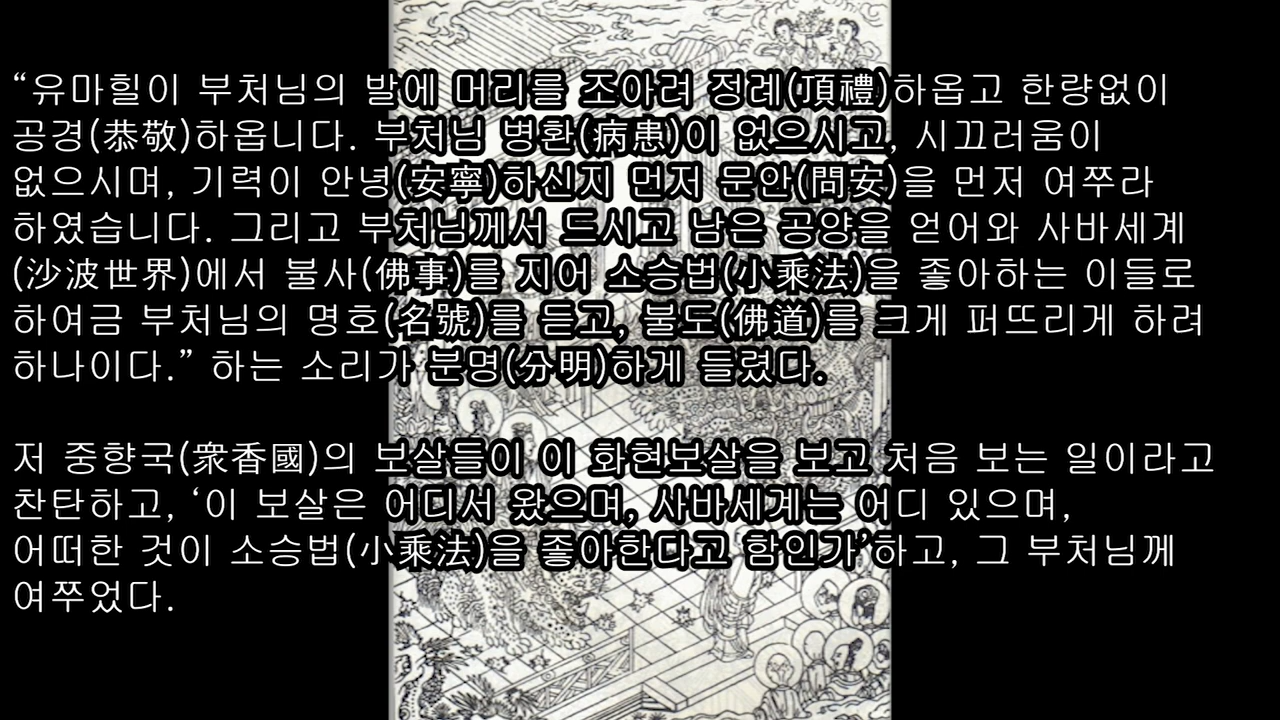 “유마힐이 부처님의 발에 머리를 조아려 정례(頂禮)하옵고 한량없이
공경(恭敬)하옵니다. 부처님 병환(病患)이 없으시고, 시끄러움이
없으시며, 기력이 안녕(安寧)하신지 먼저 문안(問安)을 먼저 여쭈라
하였습니다. 그리고 부처님께서 드시고 남은 공양을 얻어와 사바세계
(沙波世界)에서 불사(佛事)를 지어 소승법(小乘法)을 좋아하는 이들로
하여금 부처님의 명호(名號)를 듣고, 불도(佛道)를 크게 퍼뜨리게 하려
하나이다.” 하는 소리가 분명(分明)하게 들렸다.

저 중향국(衆香國)의 보살들이 이 화현보살을 보고 처음 보는 일이라고
찬탄하고, ‘이 보살은 어디서 왔으며, 사바세계는 어디 있으며,
어떠한 것이 소승법(小乘法)을 좋아한다고 함인가’하고, 그 부처님께
여쭈었다.